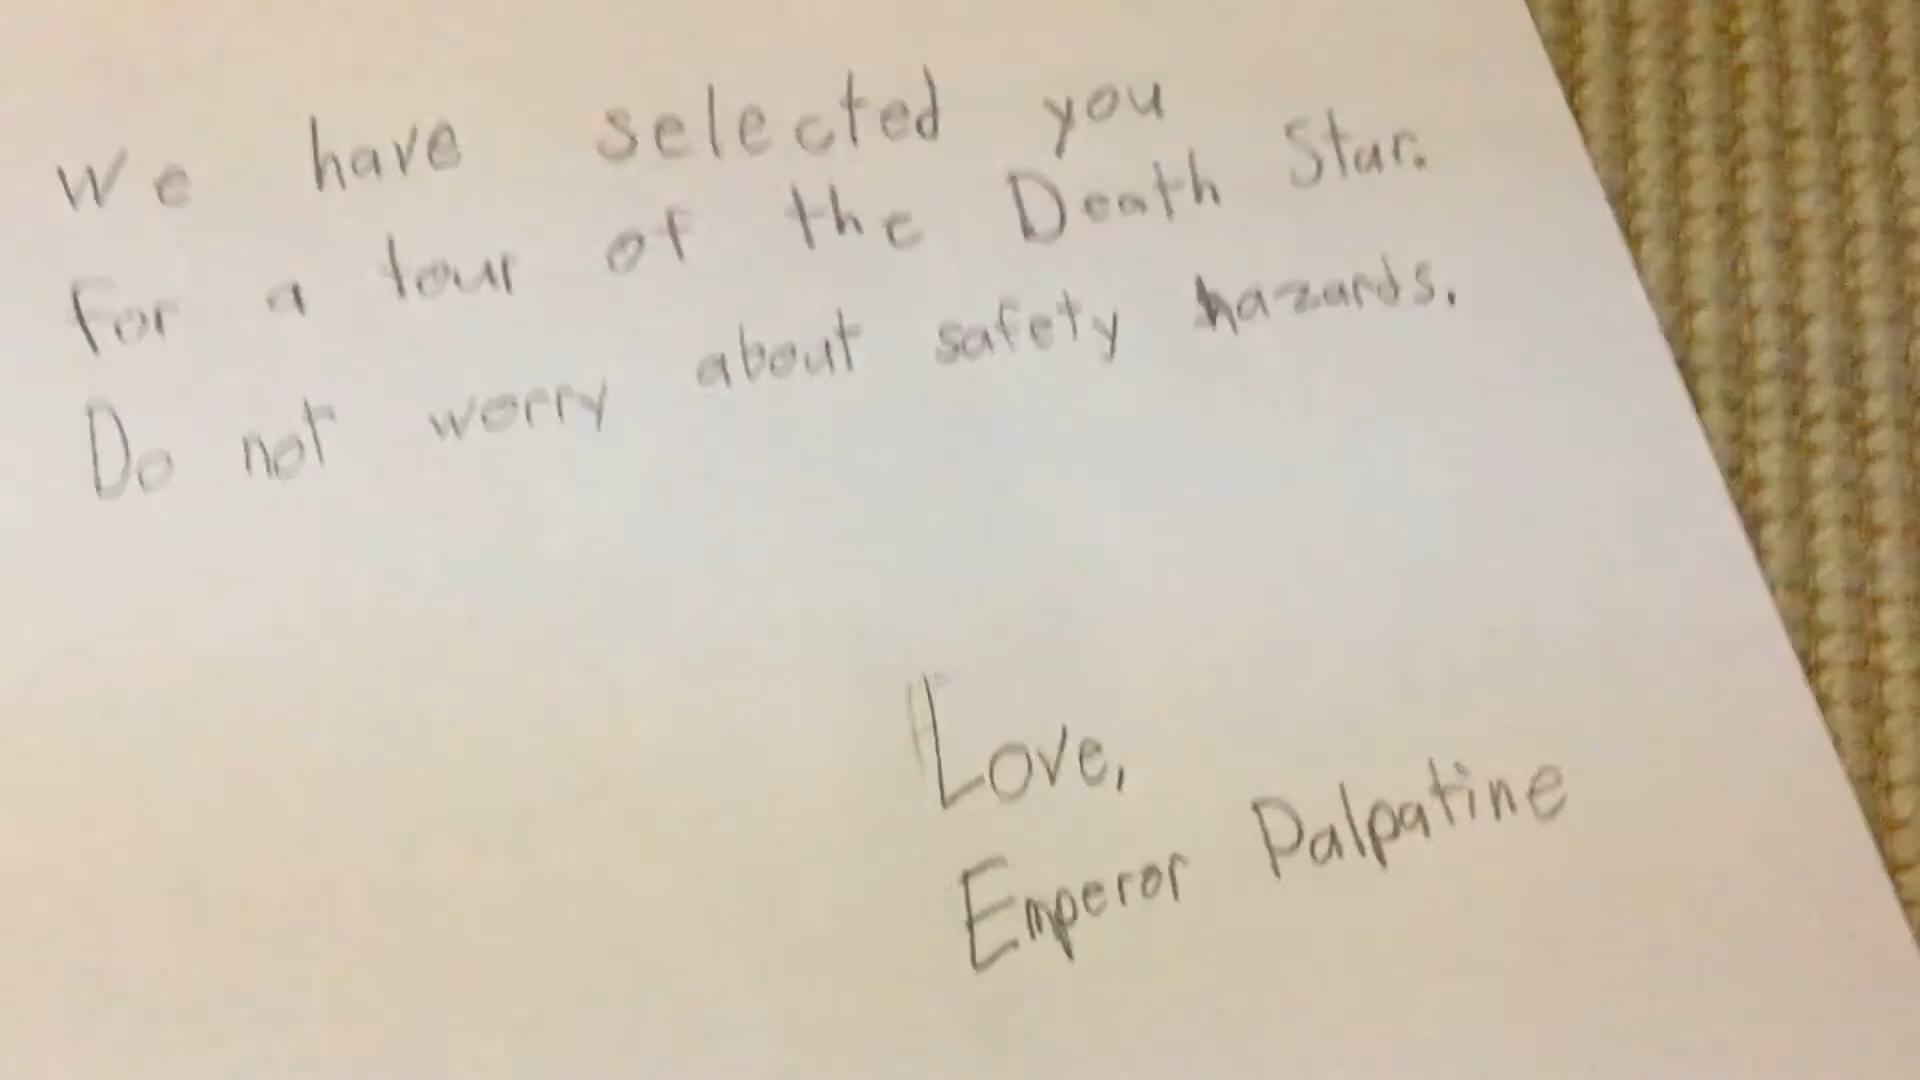 We have selected you
for a tour of the Death Star.
Do not worry about safety hazards.
Love,
Emperor Palpatine